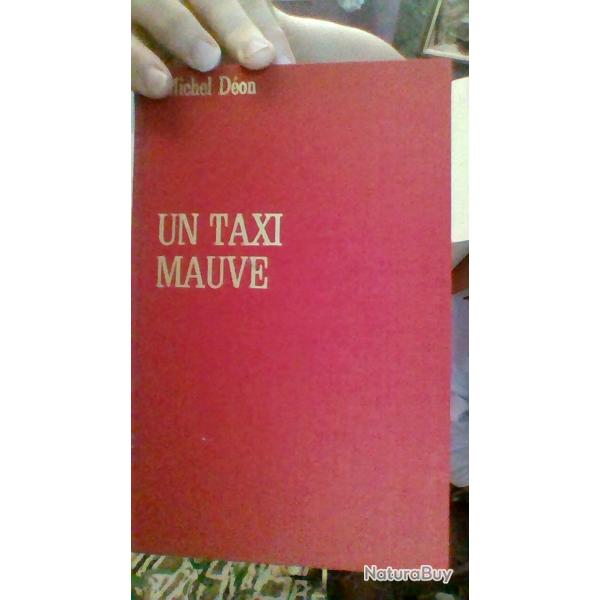 Michel Déon
UN TAXI
MAUVE
NaturaBuy